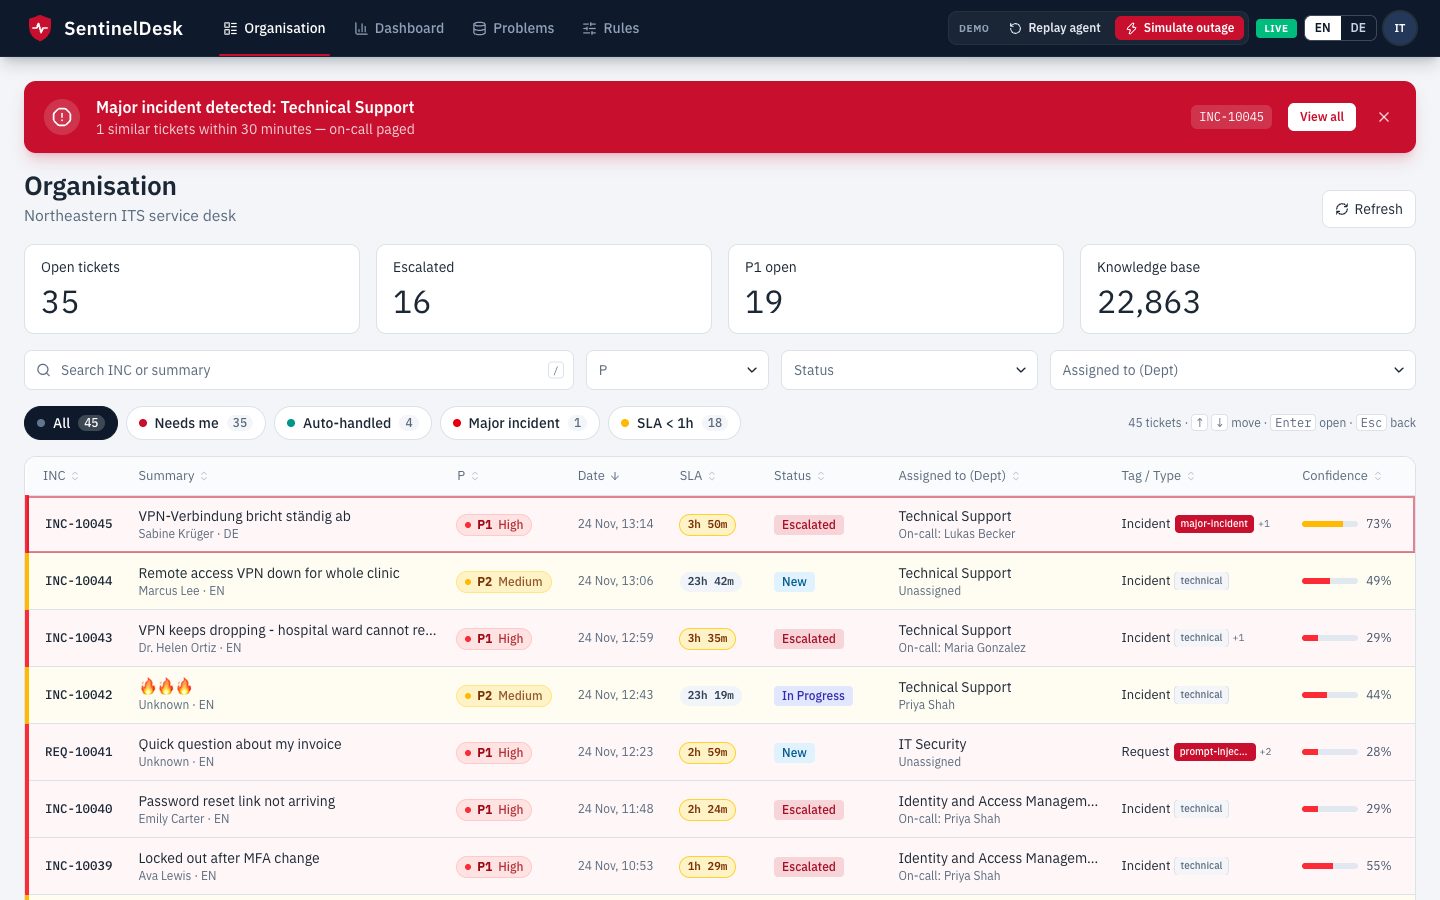 SentinelDesk
Organisation
Dashboard
Problems
Rules
DEMO
Replay agent
Simulate outage
LIVE
EN
DE
IT
Major incident detected: Technical Support
1 similar tickets within 30 minutes — on-call paged
INC-10045
View all
Organisation
Northeastern ITS service desk
Refresh
Open tickets
35
Escalated
16
P1 open
19
Knowledge base
22,863
Search INC or summary
/
P
Status
Assigned to (Dept)
All 45
Needs me 35
Auto-handled 4
Major incident 1
SLA < 1h 18
45 tickets · ↑ ↓ move · Enter open · Esc back
INC Summary P Date ↓ SLA Status Assigned to (Dept) Tag / Type Confidence
INC-10045 VPN-Verbindung bricht ständig ab P1 High 24 Nov, 13:14 3h 50m Escalated Technical Support Incident major-incident +1 73%
Sabine Krüger · DE On-call: Lukas Becker
INC-10044 Remote access VPN down for whole clinic P2 Medium 24 Nov, 13:06 23h 42m New Technical Support Incident technical 49%
Marcus Lee · EN Unassigned
INC-10043 VPN keeps dropping - hospital ward cannot re... P1 High 24 Nov, 12:59 3h 35m Escalated Technical Support Incident technical +1 29%
Dr. Helen Ortiz · EN On-call: Maria Gonzalez
INC-10042 🔥🔥🔥 P2 Medium 24 Nov, 12:43 23h 19m In Progress Technical Support Incident technical 44%
Unknown · EN Priya Shah
REQ-10041 Quick question about my invoice P1 High 24 Nov, 12:23 2h 59m New IT Security Request prompt-injec... +2 28%
Unknown · EN Unassigned
INC-10040 Password reset link not arriving P1 High 24 Nov, 11:48 2h 24m Escalated Identity and Access Managem... Incident technical 29%
Emily Carter · EN On-call: Priya Shah
INC-10039 Locked out after MFA change P1 High 24 Nov, 10:53 1h 29m Escalated Identity and Access Managem... Incident technical 55%
Ava Lewis · EN On-call: Priya Shah